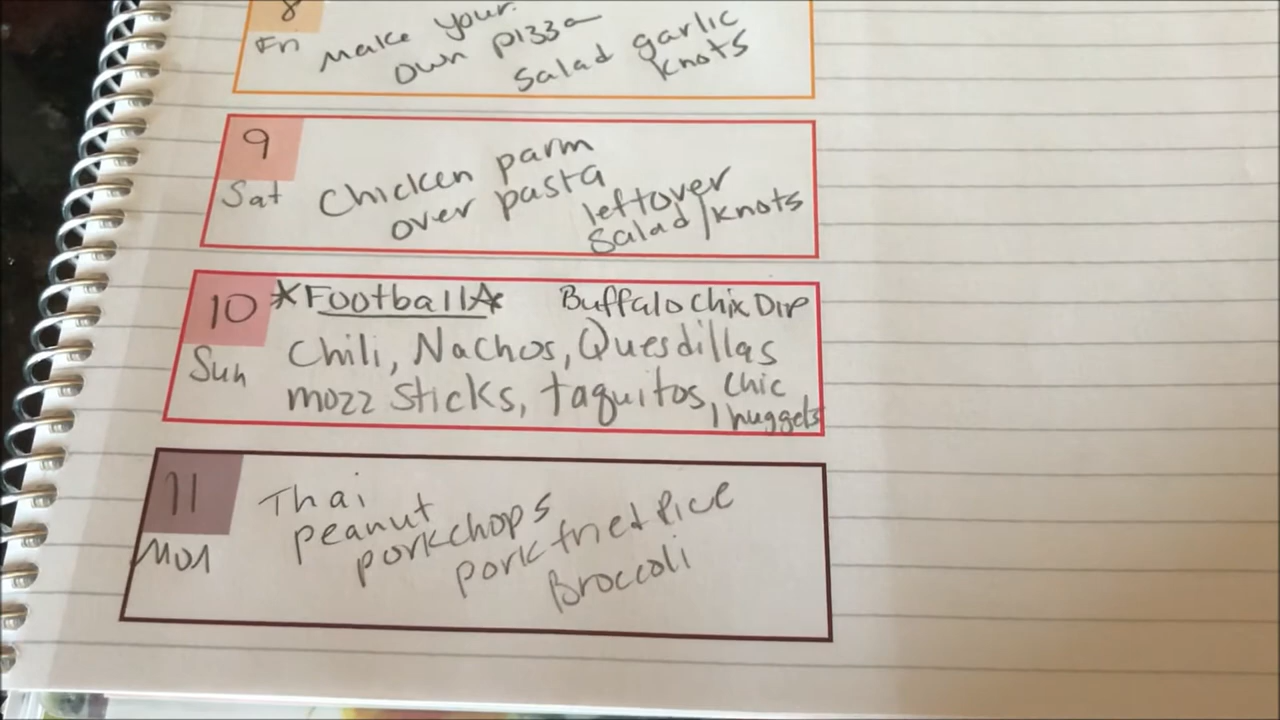 8
Fri
Make your
own pizza
Salad garlic
knots
9
Sat
Chicken parm
over pasta
leftover
Salad/knots
10
Sun
*Football*
Buffalo Chix Dip
Chili, Nachos, Quesdillas
mozz Sticks, taquitos, chic
nuggets
11
Mon
Thai
peanut
porkchops
pork fried Rice
Broccoli